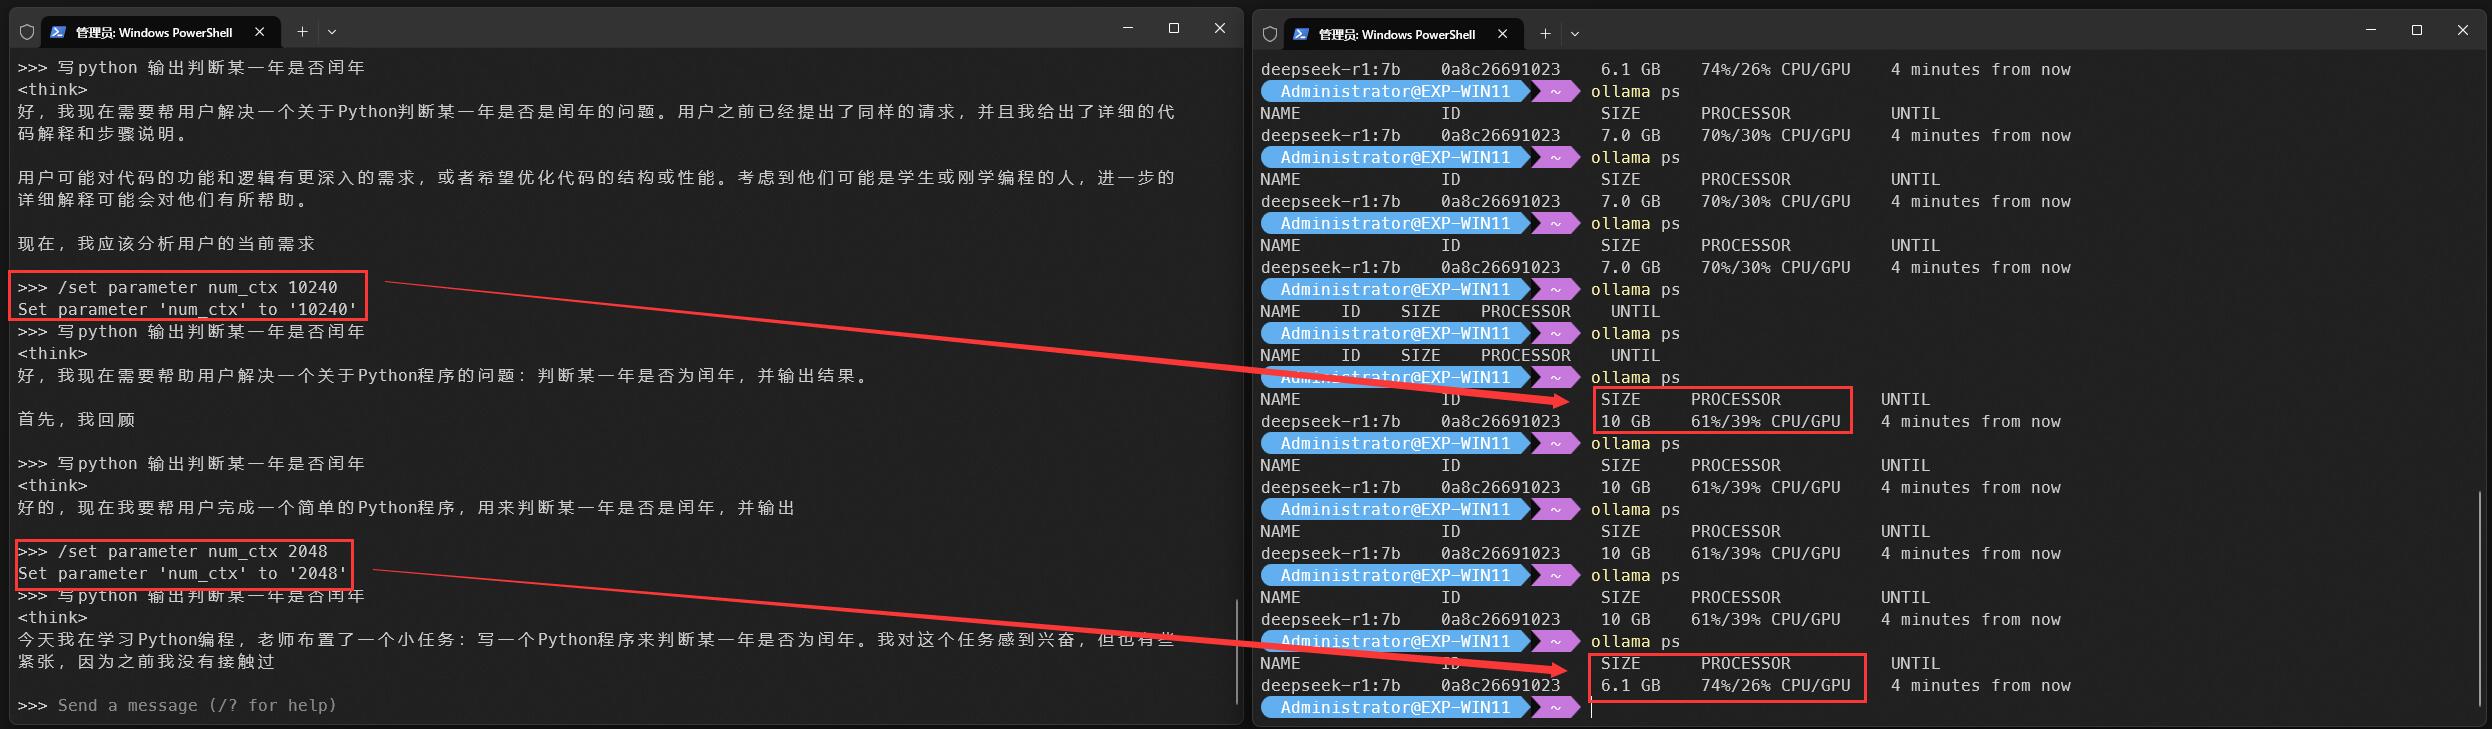 管理员: Windows PowerShell
>>> 写python 输出判断某一年是否闰年
<think>
好，我现在需要帮用户解决一个关于Python判断某一年是否是闰年的问题。用户之前已经提出了同样的请求，并且我给出了详细的代
码解释和步骤说明。
用户可能对代码的功能和逻辑有更深入的需求，或者希望优化代码的结构或性能。考虑到他们可能是学生或刚学编程的人，进一步的
详细解释可能会对他们有所帮助。
现在，我应该分析用户的当前需求
>>> /set parameter num_ctx 10240
Set parameter 'num_ctx' to '10240'
>>> 写python 输出判断某一年是否闰年
<think>
好，我现在需要帮助用户解决一个关于Python程序的问题：判断某一年是否为闰年，并输出结果。
首先，我回顾
>>> 写python 输出判断某一年是否闰年
<think>
好的，现在我要帮用户完成一个简单的Python程序，用来判断某一年是否是闰年，并输出
>>> /set parameter num_ctx 2048
Set parameter 'num_ctx' to '2048'
>>> 写python 输出判断某一年是否闰年
<think>
今天我在学习Python编程，老师布置了一个小任务：写一个Python程序来判断某一年是否为闰年。我对这个任务感到兴奋，但也有些
紧张，因为之前我没有接触过
>>> Send a message (/? for help)
管理员: Windows PowerShell
deepseek-r1:7b 0a8c26691023 6.1 GB 74%/26% CPU/GPU 4 minutes from now
Administrator@EXP-WIN11 ~ ollama ps
NAME ID SIZE PROCESSOR UNTIL
deepseek-r1:7b 0a8c26691023 7.0 GB 70%/30% CPU/GPU 4 minutes from now
Administrator@EXP-WIN11 ~ ollama ps
NAME ID SIZE PROCESSOR UNTIL
deepseek-r1:7b 0a8c26691023 7.0 GB 70%/30% CPU/GPU 4 minutes from now
Administrator@EXP-WIN11 ~ ollama ps
NAME ID SIZE PROCESSOR UNTIL
deepseek-r1:7b 0a8c26691023 7.0 GB 70%/30% CPU/GPU 4 minutes from now
Administrator@EXP-WIN11 ~ ollama ps
NAME ID SIZE PROCESSOR UNTIL
Administrator@EXP-WIN11 ~ ollama ps
NAME ID SIZE PROCESSOR UNTIL
Administrator@EXP-WIN11 ~ ollama ps
NAME ID SIZE PROCESSOR UNTIL
deepseek-r1:7b 0a8c26691023 10 GB 61%/39% CPU/GPU 4 minutes from now
Administrator@EXP-WIN11 ~ ollama ps
NAME ID SIZE PROCESSOR UNTIL
deepseek-r1:7b 0a8c26691023 10 GB 61%/39% CPU/GPU 4 minutes from now
Administrator@EXP-WIN11 ~ ollama ps
NAME ID SIZE PROCESSOR UNTIL
deepseek-r1:7b 0a8c26691023 10 GB 61%/39% CPU/GPU 4 minutes from now
Administrator@EXP-WIN11 ~ ollama ps
NAME ID SIZE PROCESSOR UNTIL
deepseek-r1:7b 0a8c26691023 10 GB 61%/39% CPU/GPU 4 minutes from now
Administrator@EXP-WIN11 ~ ollama ps
NAME ID SIZE PROCESSOR UNTIL
deepseek-r1:7b 0a8c26691023 6.1 GB 74%/26% CPU/GPU 4 minutes from now
Administrator@EXP-WIN11 ~